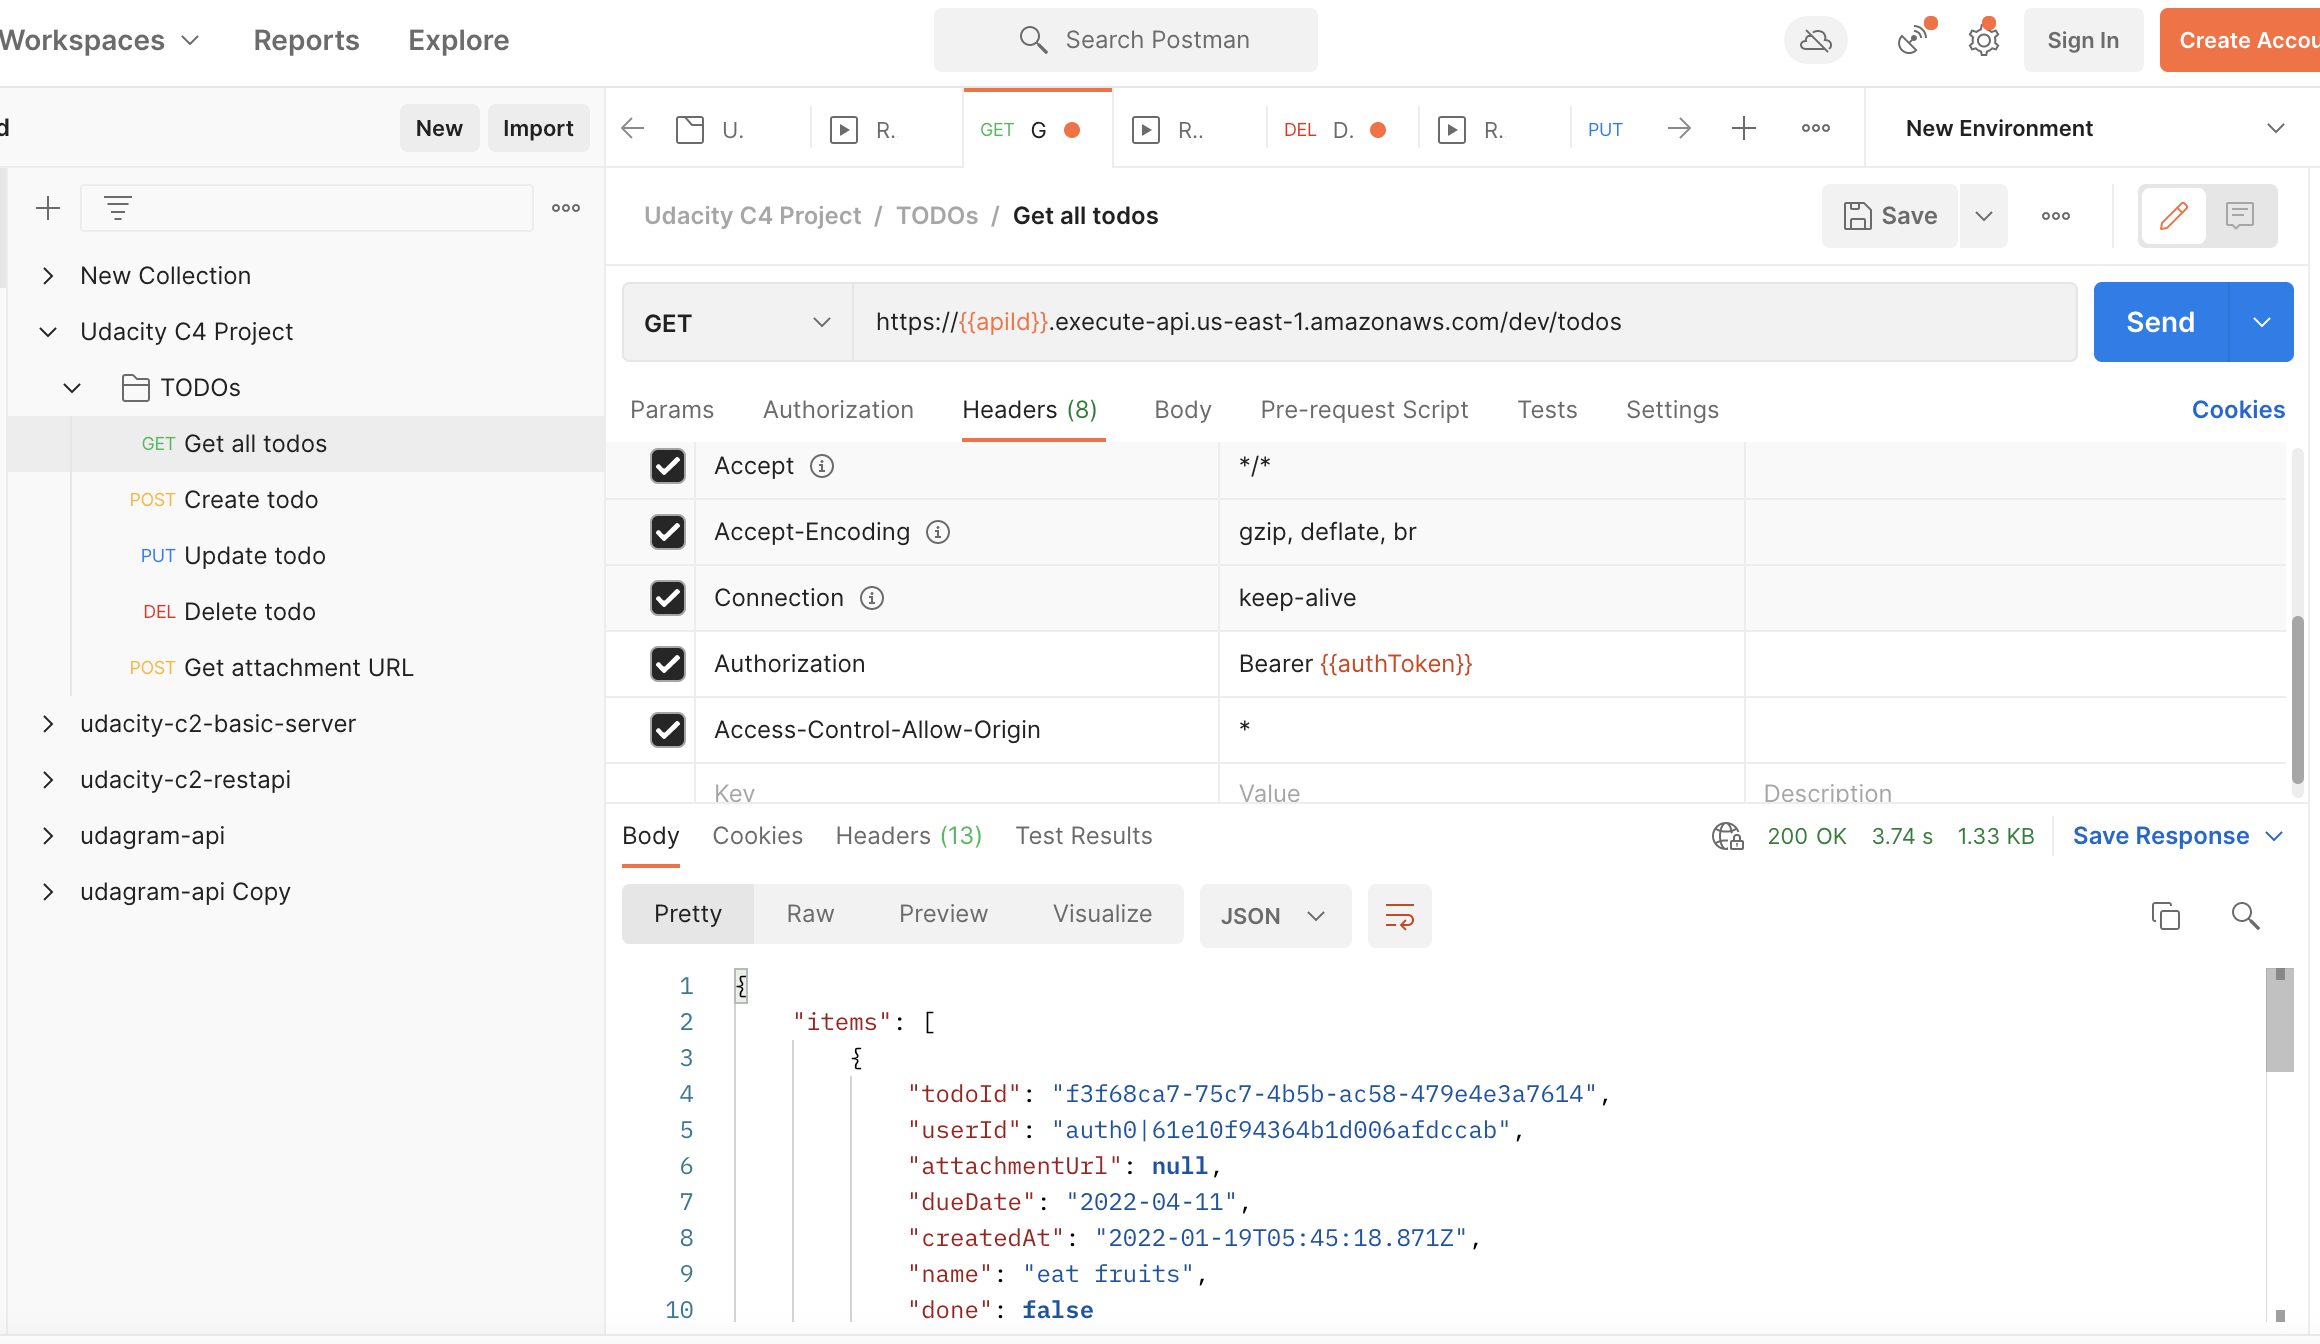 Workspaces Reports Explore Search Postman Sign In Create Accou
d New Import U. R. GET G R.. DEL D. R. PUT New Environment
Udacity C4 Project / TODOs / Get all todos Save
New Collection
Udacity C4 Project
TODOs
GET Get all todos
POST Create todo
PUT Update todo
DEL Delete todo
POST Get attachment URL
udacity-c2-basic-server
udacity-c2-restapi
udagram-api
udagram-api Copy
GET https://{{apiId}}.execute-api.us-east-1.amazonaws.com/dev/todos Send
Params Authorization Headers (8) Body Pre-request Script Tests Settings Cookies
Accept */*
Accept-Encoding gzip, deflate, br
Connection keep-alive
Authorization Bearer {{authToken}}
Access-Control-Allow-Origin *
Key Value Description
Body Cookies Headers (13) Test Results 200 OK 3.74 s 1.33 KB Save Response
Pretty Raw Preview Visualize JSON
1 {
2 "items": [
3 {
4 "todoId": "f3f68ca7-75c7-4b5b-ac58-479e4e3a7614",
5 "userId": "auth0|61e10f94364b1d006afdccab",
6 "attachmentUrl": null,
7 "dueDate": "2022-04-11",
8 "createdAt": "2022-01-19T05:45:18.871Z",
9 "name": "eat fruits",
10 "done": false